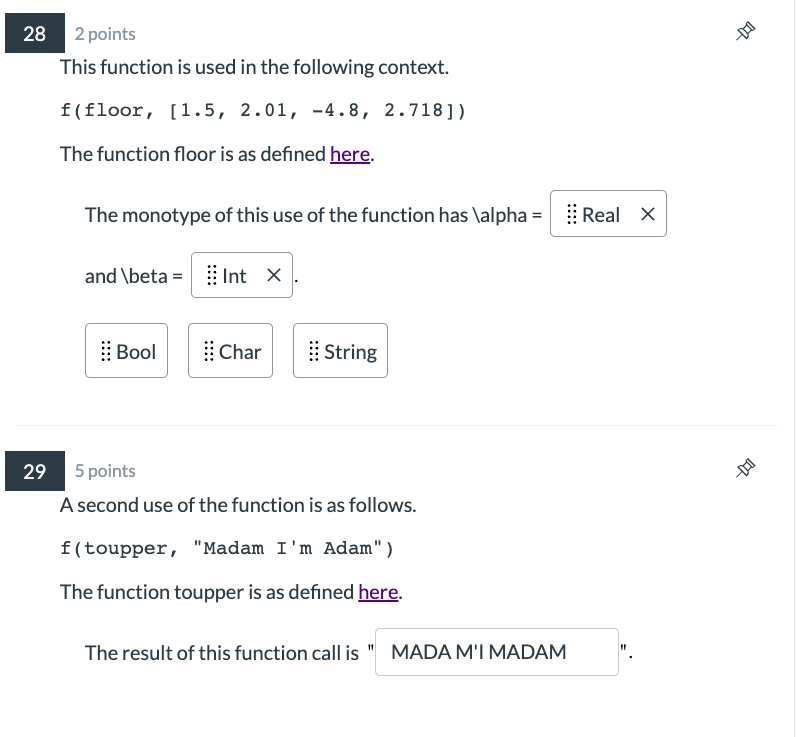 28 2 points
This function is used in the following context.
f(floor, [1.5, 2.01, -4.8, 2.718])
The function floor is as defined here.
The monotype of this use of the function has \alpha = Real ×
and \beta = Int × .
Bool Char String
29 5 points
A second use of the function is as follows.
f(toupper, "Madam I'm Adam")
The function toupper is as defined here.
The result of this function call is " MADA M'I MADAM ".